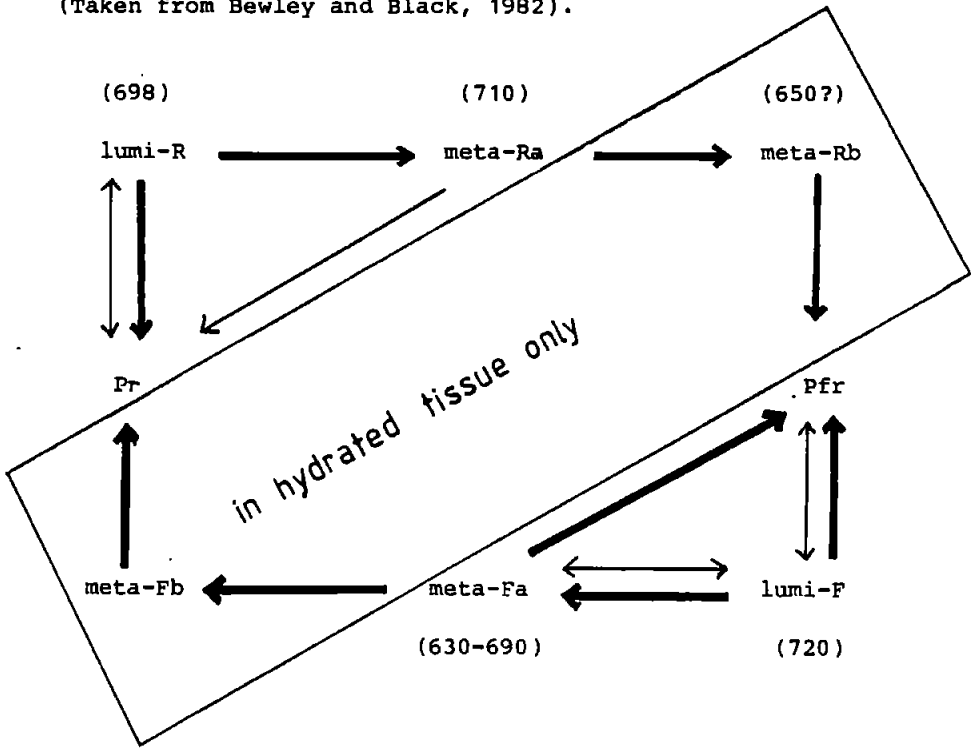 (Taken from Bewley and Black, 1982).
(698) (710) (650?)
lumi-R meta-Ra meta-Rb
Pr Pfr
in hydrated tissue only
meta-Fb meta-Fa lumi-F
(630-690) (720)